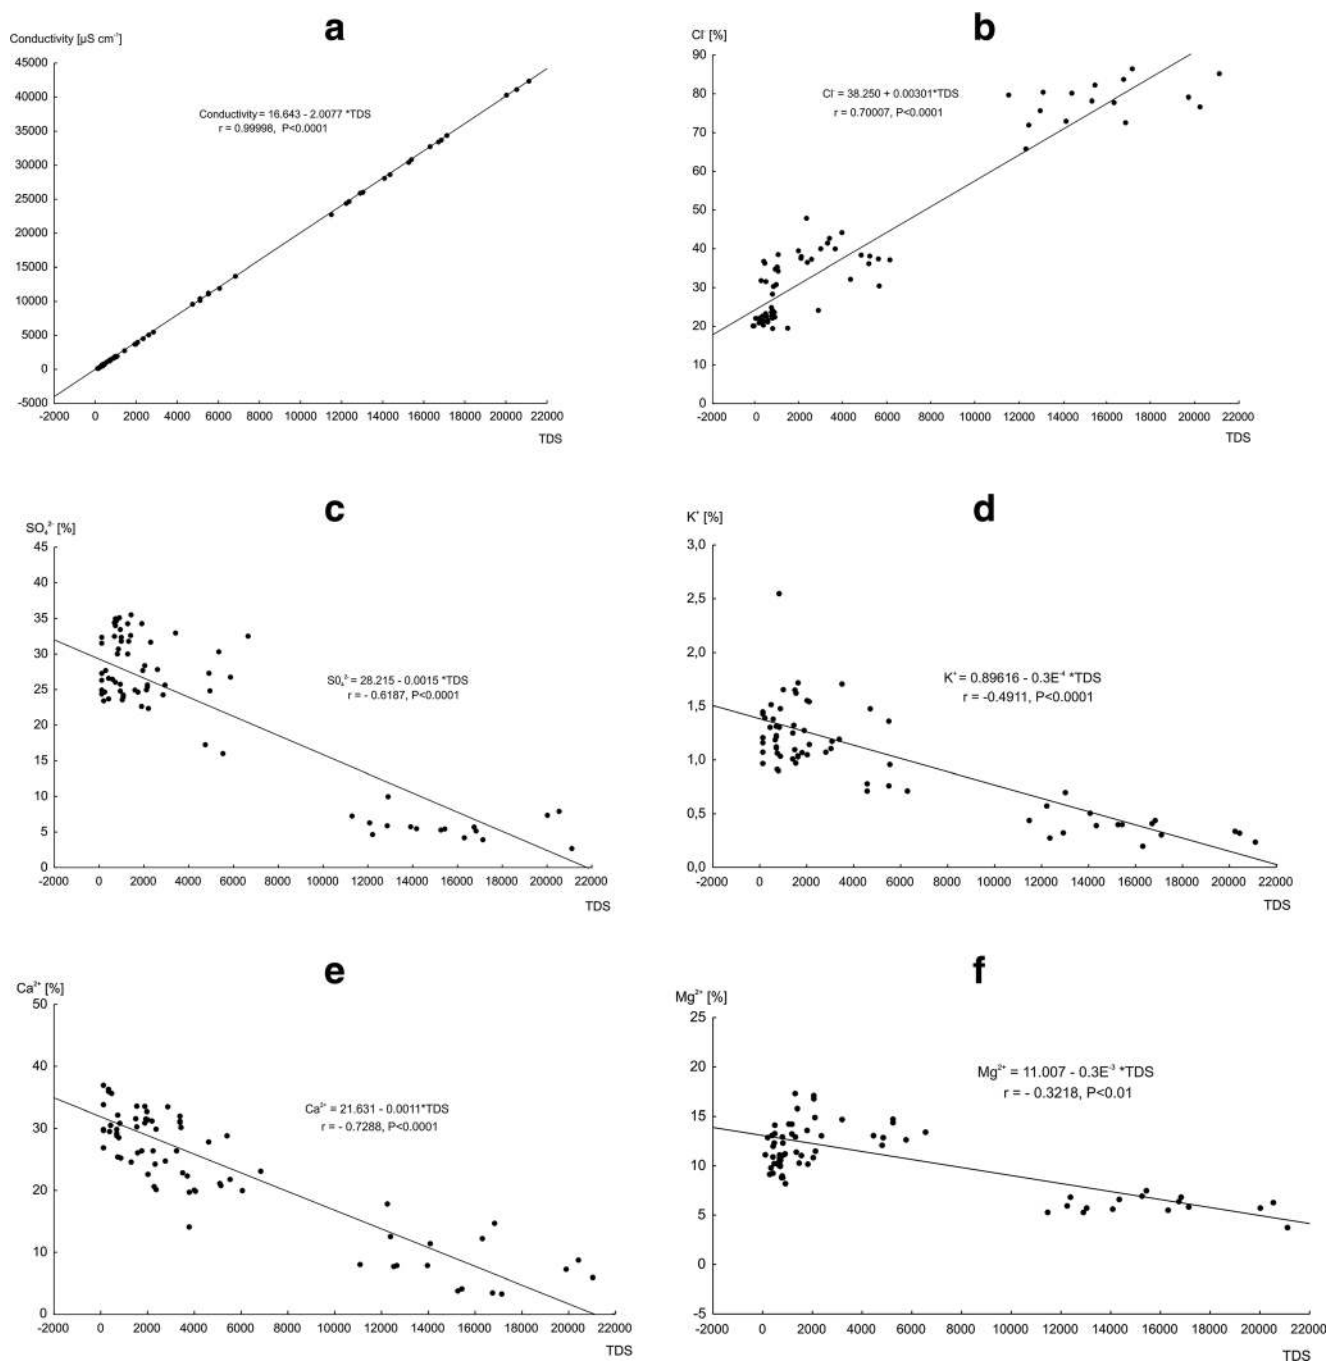 a
Conductivity [µS cm⁻¹]
45000
40000
35000
30000
25000
20000
15000
10000
5000
0
-5000
Conductivity = 16.643 - 2.0077 *TDS
r = 0.99998, P<0.0001
-2000 0 2000 4000 6000 8000 10000 12000 14000 16000 18000 20000 22000
TDS
b
Cl⁻ [%]
90
80
70
60
50
40
30
20
10
0
Cl⁻ = 38.250 + 0.00301*TDS
r = 0.70007, P<0.0001
-2000 0 2000 4000 6000 8000 10000 12000 14000 16000 18000 20000 22000
TDS
c
SO₄²⁻ [%]
45
40
35
30
25
20
15
10
5
0
S0₄²⁻= 28.215 - 0.0015 *TDS
r = - 0.6187, P<0.0001
-2000 0 2000 4000 6000 8000 10000 12000 14000 16000 18000 20000 22000
TDS
d
K⁺ [%]
3,0
2,5
2,0
1,5
1,0
0,5
0,0
K⁺ = 0.89616 - 0.3E⁻⁴ *TDS
r = -0.4911, P<0.0001
-2000 0 2000 4000 6000 8000 10000 12000 14000 16000 18000 20000 22000
TDS
e
Ca²⁺ [%]
50
40
30
20
10
0
Ca²⁺ = 21.631 - 0.0011*TDS
r = - 0.7288, P<0.0001
-2000 0 2000 4000 6000 8000 10000 12000 14000 16000 18000 20000 22000
TDS
f
Mg²⁺ [%]
25
20
15
10
5
0
-5
Mg²⁺ = 11.007 - 0.3E⁻³ *TDS
r = - 0.3218, P<0.01
-2000 0 2000 4000 6000 8000 10000 12000 14000 16000 18000 20000 22000
TDS